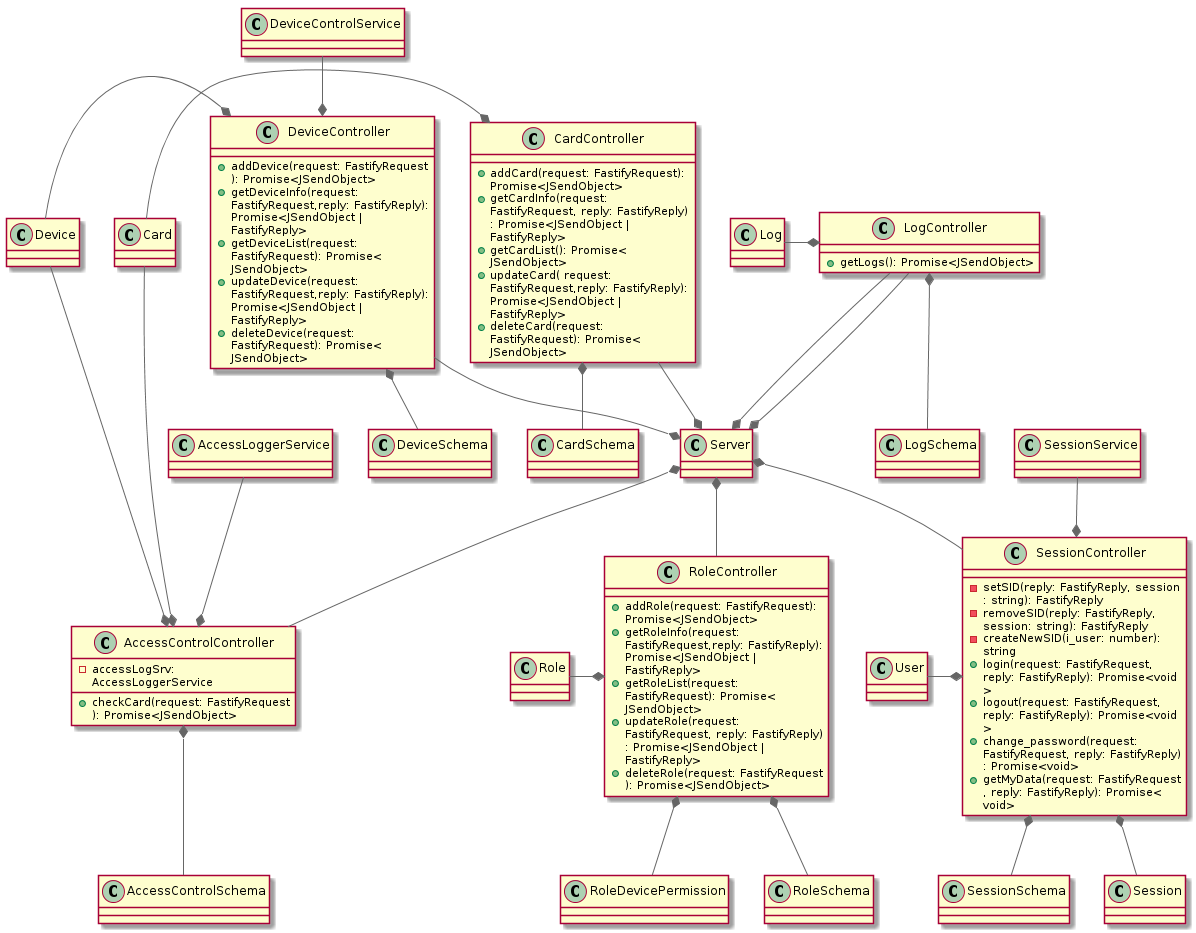 C DeviceControlService
C DeviceController
addDevice(request: FastifyRequest
): Promise<JSendObject>
getDeviceInfo(request:
FastifyRequest,reply: FastifyReply):
Promise<JSendObject |
FastifyReply>
getDeviceList(request:
FastifyRequest): Promise<
JSendObject>
updateDevice(request:
FastifyRequest,reply: FastifyReply):
Promise<JSendObject |
FastifyReply>
deleteDevice(request:
FastifyRequest): Promise<
JSendObject>
C CardController
addCard(request: FastifyRequest):
Promise<JSendObject>
getCardInfo(request:
FastifyRequest, reply: FastifyReply)
: Promise<JSendObject |
FastifyReply>
getCardList(): Promise<
JSendObject>
updateCard( request:
FastifyRequest,reply: FastifyReply):
Promise<JSendObject |
FastifyReply>
deleteCard(request:
FastifyRequest): Promise<
JSendObject>
C Device
C Card
C Log
C LogController
getLogs(): Promise<JSendObject>
C AccessLoggerService
C DeviceSchema
C CardSchema
C Server
C LogSchema
C SessionService
C AccessControlController
accessLogSrv:
AccessLoggerService
checkCard(request: FastifyRequest
): Promise<JSendObject>
C Role
C RoleController
addRole(request: FastifyRequest):
Promise<JSendObject>
getRoleInfo(request:
FastifyRequest,reply: FastifyReply):
Promise<JSendObject |
FastifyReply>
getRoleList(request:
FastifyRequest): Promise<
JSendObject>
updateRole(request:
FastifyRequest, reply: FastifyReply)
: Promise<JSendObject |
FastifyReply>
deleteRole(request: FastifyRequest
): Promise<JSendObject>
C User
C SessionController
setSID(reply: FastifyReply, session
: string): FastifyReply
removeSID(reply: FastifyReply,
session: string): FastifyReply
createNewSID(i_user: number):
string
login(request: FastifyRequest,
reply: FastifyReply): Promise<void
>
logout(request: FastifyRequest,
reply: FastifyReply): Promise<void
>
change_password(request:
FastifyRequest, reply: FastifyReply)
: Promise<void>
getMyData(request: FastifyRequest
, reply: FastifyReply): Promise<
void>
C AccessControlSchema
C RoleDevicePermission
C RoleSchema
C SessionSchema
C Session